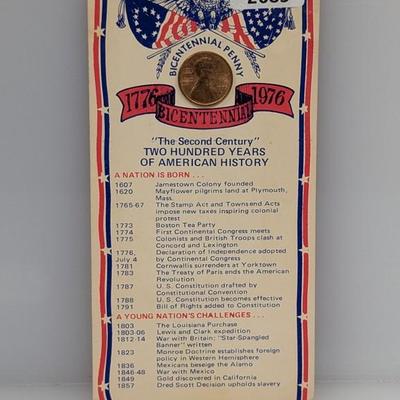 BICENTENNIAL PENNY
1776 BICENTENNIAL 1976
"The Second Century"
TWO HUNDRED YEARS
OF AMERICAN HISTORY
A NATION IS BORN . . .
1607 Jamestown Colony founded
1620 Mayflower pilgrims land at Plymouth,
Mass.
1765-67 The Stamp Act and Townsend Acts
impose new taxes inspiring colonial
protest
1773 Boston Tea Party
1774 First Continental Congress meets
1775 Colonists and British Troops clash at
Concord and Lexington
1776, Declaration of Independence adopted
July 4 by Continental Congress
1781 Cornwallis surrenders at Yorktown
1783 The Treaty of Paris ends the American
Revolution
1787 U. S. Constitution drafted by
Constitutional Convention
1788 U. S. Constitution becomes effective
1791 Bill of Rights added to Constitution
A YOUNG NATION'S CHALLENGES . . .
1803 The Louisiana Purchase
1803-06 Lewis and Clark expedition
1812-14 War with Britain; "Star-Spangled
Banner" written
1823 Monroe Doctrine establishes foreign
policy in Western Hemisphere
1836 Mexicans beseige the Alamo
1846-48 War with Mexico
1849 Gold discovered in California
1857 Dred Scott Decision upholds slavery